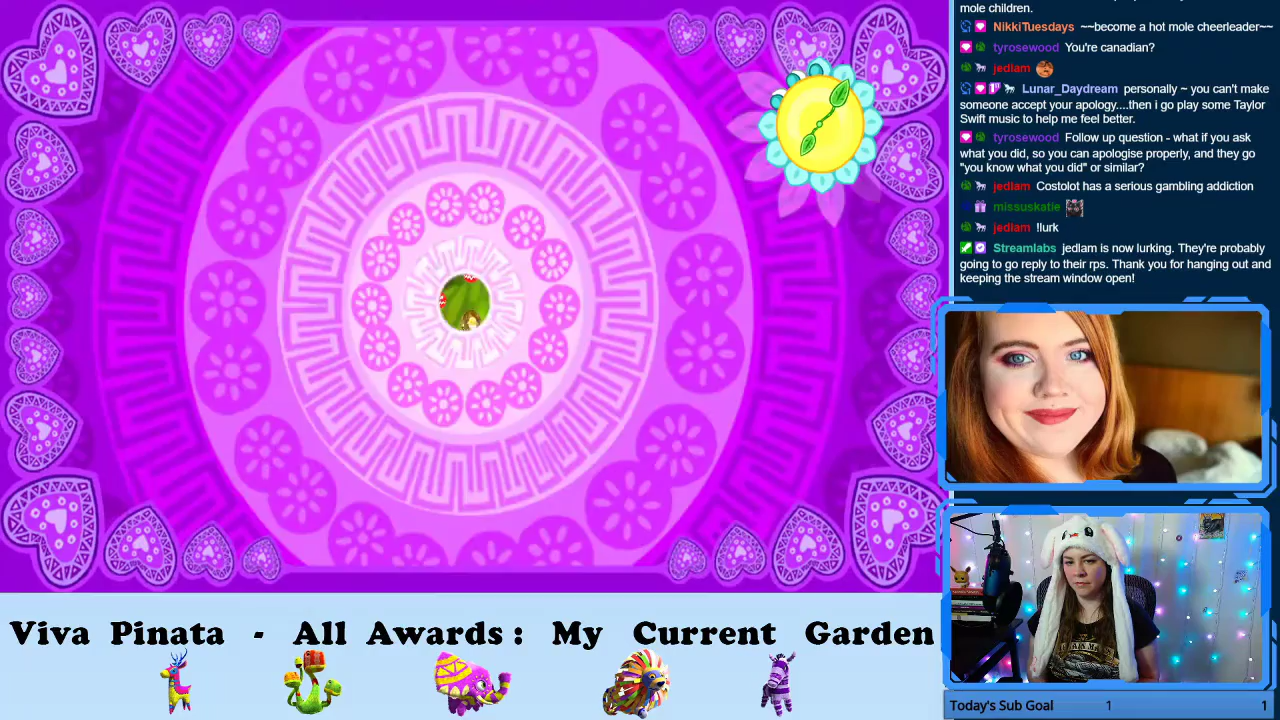 mole children.
NikkiTuesdays ~~become a hot mole cheerleader~~
tyrosewood You're canadian?
jedlam
Lunar_Daydream personally ~ you can't make
someone accept your apology....then i go play some Taylor
Swift music to help me feel better.
tyrosewood Follow up question - what if you ask
what you did, so you can apologise properly, and they go
"you know what you did" or similar?
jedlam Costolot has a serious gambling addiction
missuskatie
jedlam !lurk
Streamlabs jedlam is now lurking. They're probably
going to go reply to their rps. Thank you for hanging out and
keeping the stream window open!
Viva Pinata - All Awards : My Current Garden
Today's Sub Goal 1 1